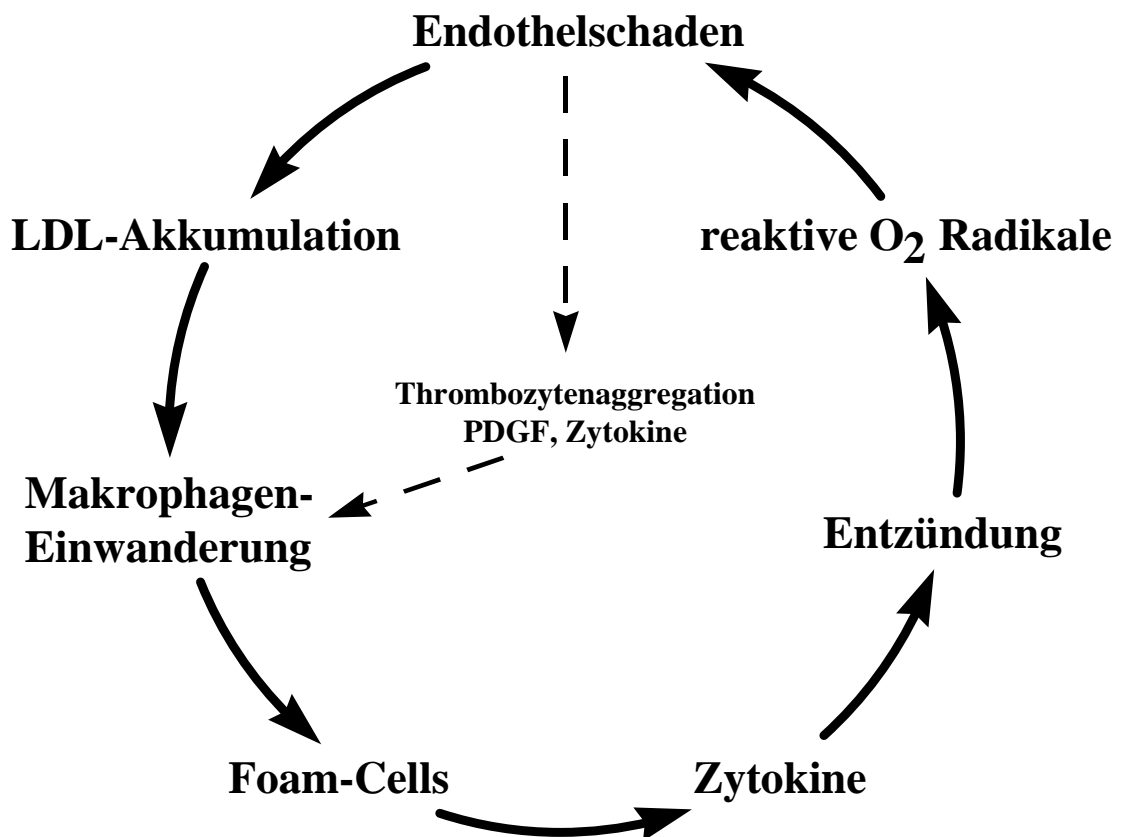 Endothelschaden
LDL-Akkumulation
reaktive O2 Radikale
Thrombozytenaggregation
PDGF, Zytokine
Makrophagen-
Einwanderung
Entzündung
Foam-Cells
Zytokine